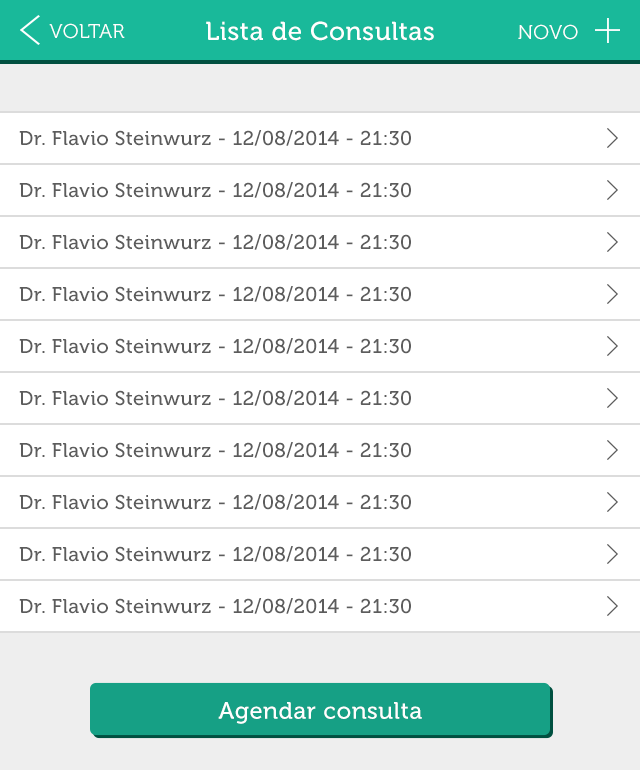 VOLTAR Lista de Consultas NOVO
Dr. Flavio Steinwurz - 12/08/2014 - 21:30
Dr. Flavio Steinwurz - 12/08/2014 - 21:30
Dr. Flavio Steinwurz - 12/08/2014 - 21:30
Dr. Flavio Steinwurz - 12/08/2014 - 21:30
Dr. Flavio Steinwurz - 12/08/2014 - 21:30
Dr. Flavio Steinwurz - 12/08/2014 - 21:30
Dr. Flavio Steinwurz - 12/08/2014 - 21:30
Dr. Flavio Steinwurz - 12/08/2014 - 21:30
Dr. Flavio Steinwurz - 12/08/2014 - 21:30
Dr. Flavio Steinwurz - 12/08/2014 - 21:30
Agendar consulta